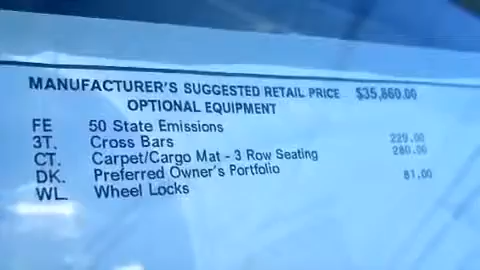 MANUFACTURER'S SUGGESTED RETAIL PRICE $35,860.00
OPTIONAL EQUIPMENT
FE 50 State Emissions
3T. Cross Bars 229.00
CT. Carpet/Cargo Mat - 3 Row Seating 280.00
DK. Preferred Owner's Portfolio
WL. Wheel Locks 81.00